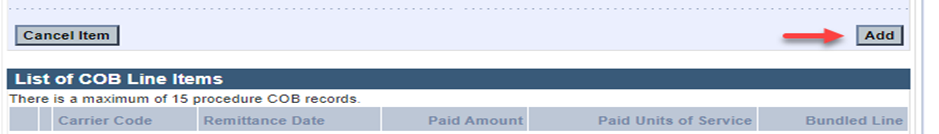 Cancel Item Add
List of COB Line Items
There is a maximum of 15 procedure COB records.
Carrier Code Remittance Date Paid Amount Paid Units of Service Bundled Line